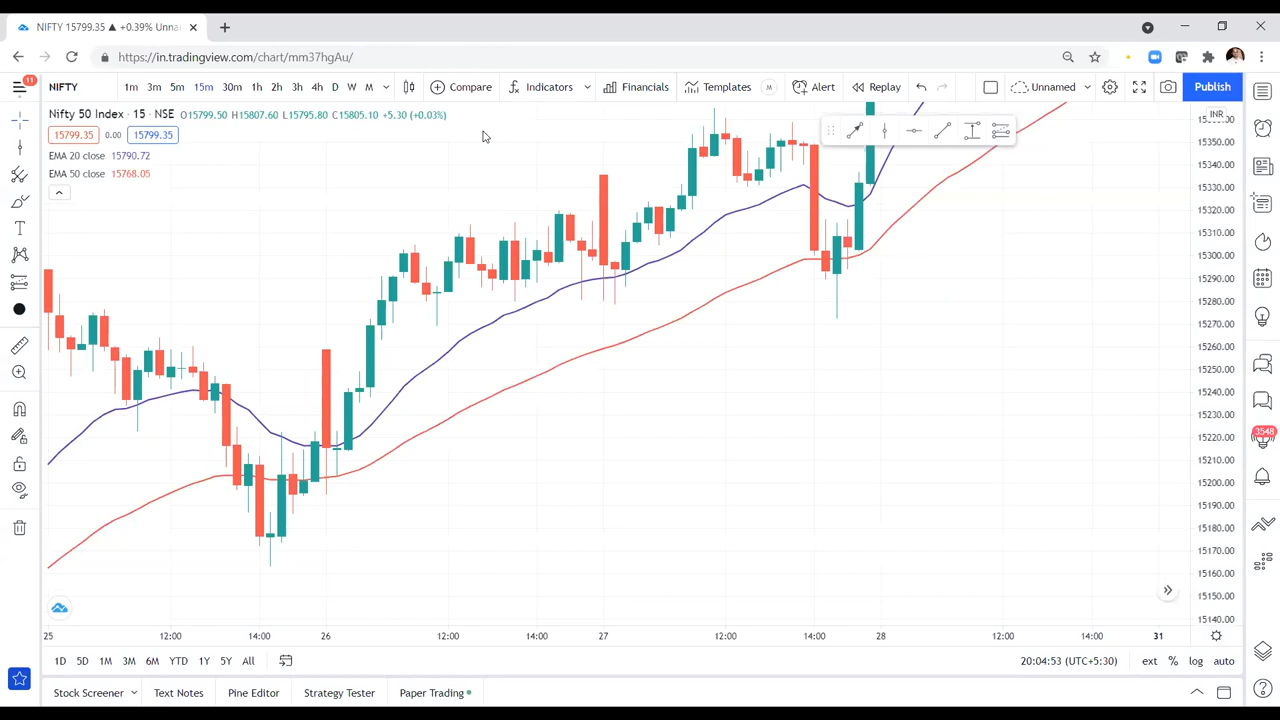 NIFTY 15799.35 ▲ +0.39% Unna
https://in.tradingview.com/chart/mm37hgAu/
11
NIFTY 1m 3m 5m 15m 30m 1h 2h 3h 4h D W M Compare Indicators Financials Templates M Alert Replay Unnamed Publish
Nifty 50 Index · 15 · NSE O15799.50 H15807.60 L15795.80 C15805.10 +5.30 (+0.03%)
INR
15799.35 0.00 15799.35
EMA 20 close 15790.72
EMA 50 close 15768.05
15350.00
15340.00
15330.00
15320.00
15310.00
15300.00
15290.00
15280.00
15270.00
15260.00
15250.00
15240.00
15230.00
15220.00
15210.00
15200.00
15190.00
15180.00
15170.00
15160.00
15150.00
15140.00
3548
25 12:00 14:00 26 12:00 14:00 27 12:00 14:00 28 12:00 14:00 31
1D 5D 1M 3M 6M YTD 1Y 5Y All 20:04:53 (UTC+5:30) ext % log auto
Stock Screener Text Notes Pine Editor Strategy Tester Paper Trading